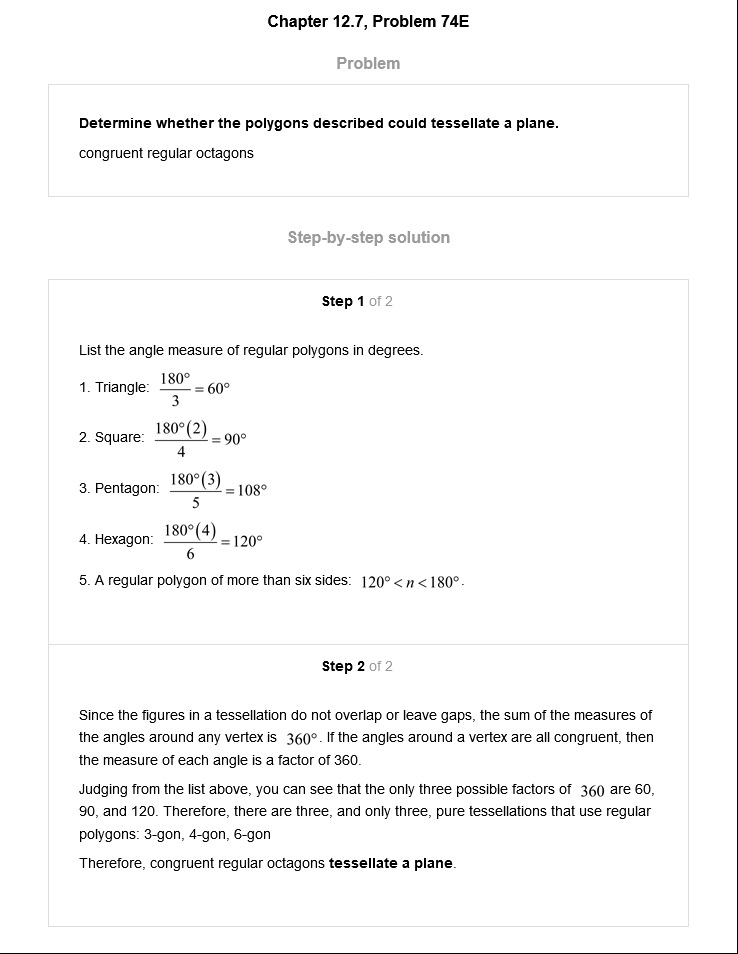 Chapter 12.7, Problem 74E
Problem
Determine whether the polygons described could tessellate a plane.
congruent regular octagons
Step-by-step solution
Step 1 of 2
List the angle measure of regular polygons in degrees.
1. Triangle: 180°/3 = 60°
2. Square: 180°(2)/4 = 90°
3. Pentagon: 180°(3)/5 = 108°
4. Hexagon: 180°(4)/6 = 120°
5. A regular polygon of more than six sides: 120° < n < 180°.
Step 2 of 2
Since the figures in a tessellation do not overlap or leave gaps, the sum of the measures of
the angles around any vertex is 360°. If the angles around a vertex are all congruent, then
the measure of each angle is a factor of 360.
Judging from the list above, you can see that the only three possible factors of 360 are 60,
90, and 120. Therefore, there are three, and only three, pure tessellations that use regular
polygons: 3-gon, 4-gon, 6-gon
Therefore, congruent regular octagons tessellate a plane.